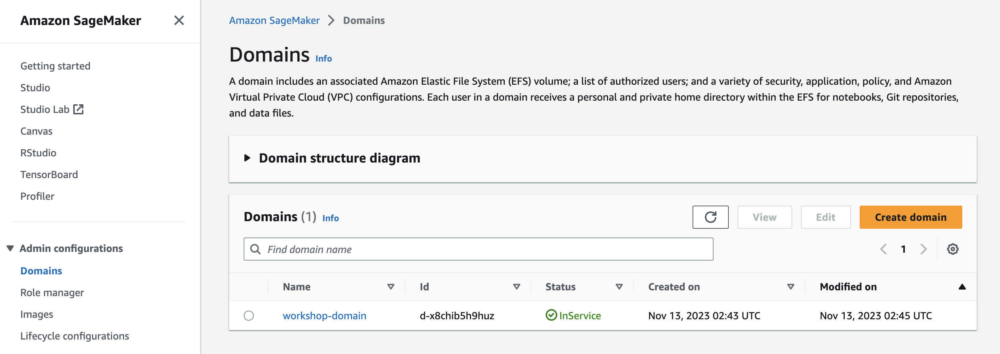 Amazon SageMaker
Getting started
Studio
Studio Lab
Canvas
RStudio
TensorBoard
Profiler
Admin configurations
Domains
Role manager
Images
Lifecycle configurations
Amazon SageMaker > Domains
Domains Info
A domain includes an associated Amazon Elastic File System (EFS) volume; a list of authorized users; and a variety of security, application, policy, and Amazon
Virtual Private Cloud (VPC) configurations. Each user in a domain receives a personal and private home directory within the EFS for notebooks, Git repositories,
and data files.
Domain structure diagram
Domains (1) Info
View
Edit
Create domain
Find domain name
1
Name Id Status Created on Modified on
workshop-domain d-x8chib5h9huz InService Nov 13, 2023 02:43 UTC Nov 13, 2023 02:45 UTC